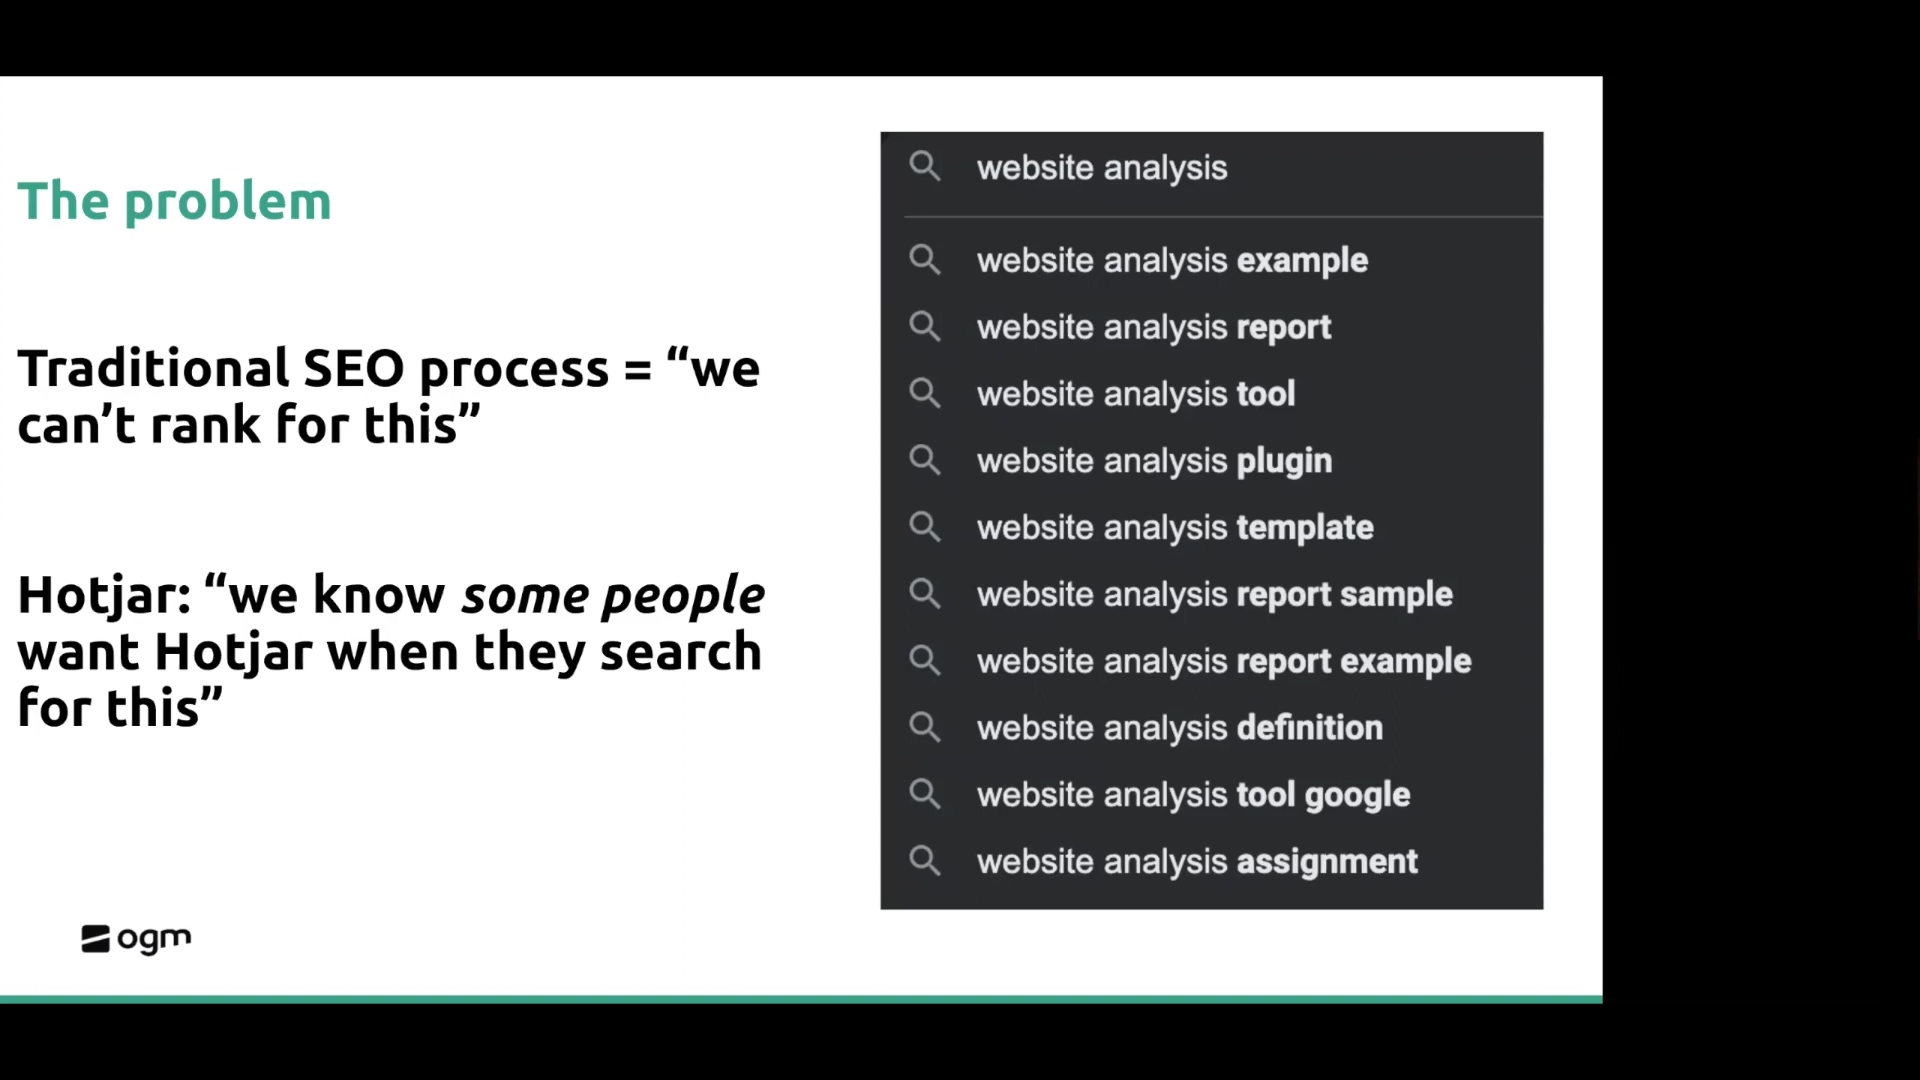 The problem
Traditional SEO process = “we
can’t rank for this”
Hotjar: “we know some people
want Hotjar when they search
for this”
ogm
website analysis
website analysis example
website analysis report
website analysis tool
website analysis plugin
website analysis template
website analysis report sample
website analysis report example
website analysis definition
website analysis tool google
website analysis assignment